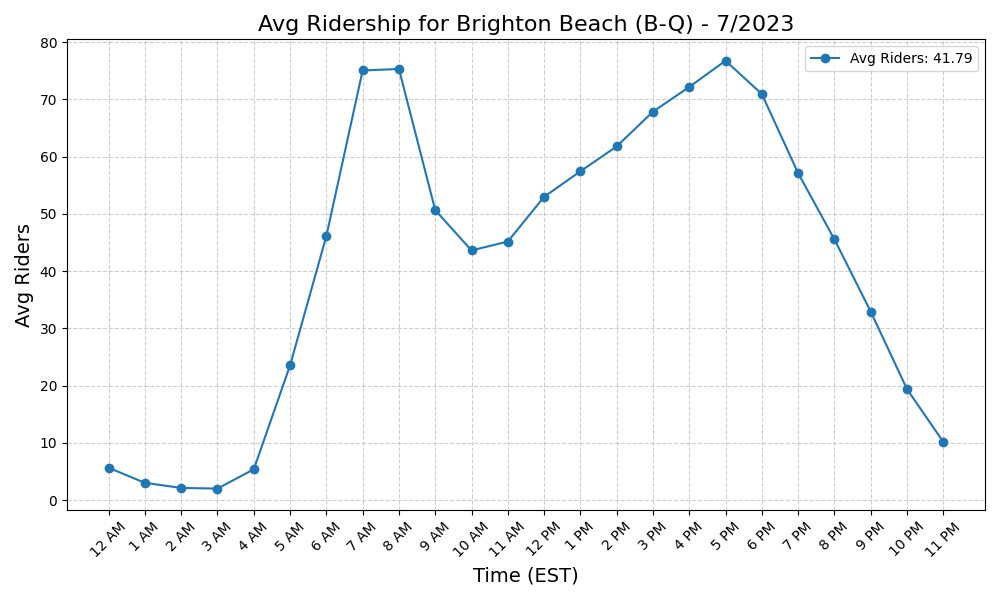 Avg Ridership for Brighton Beach (B-Q) - 7/2023
Avg Riders: 41.79
Avg Riders
80
70
60
50
40
30
20
10
0
12 AM
1 AM
2 AM
3 AM
4 AM
5 AM
6 AM
7 AM
8 AM
9 AM
10 AM
11 AM
12 PM
1 PM
2 PM
3 PM
4 PM
5 PM
6 PM
7 PM
8 PM
9 PM
10 PM
11 PM
Time (EST)